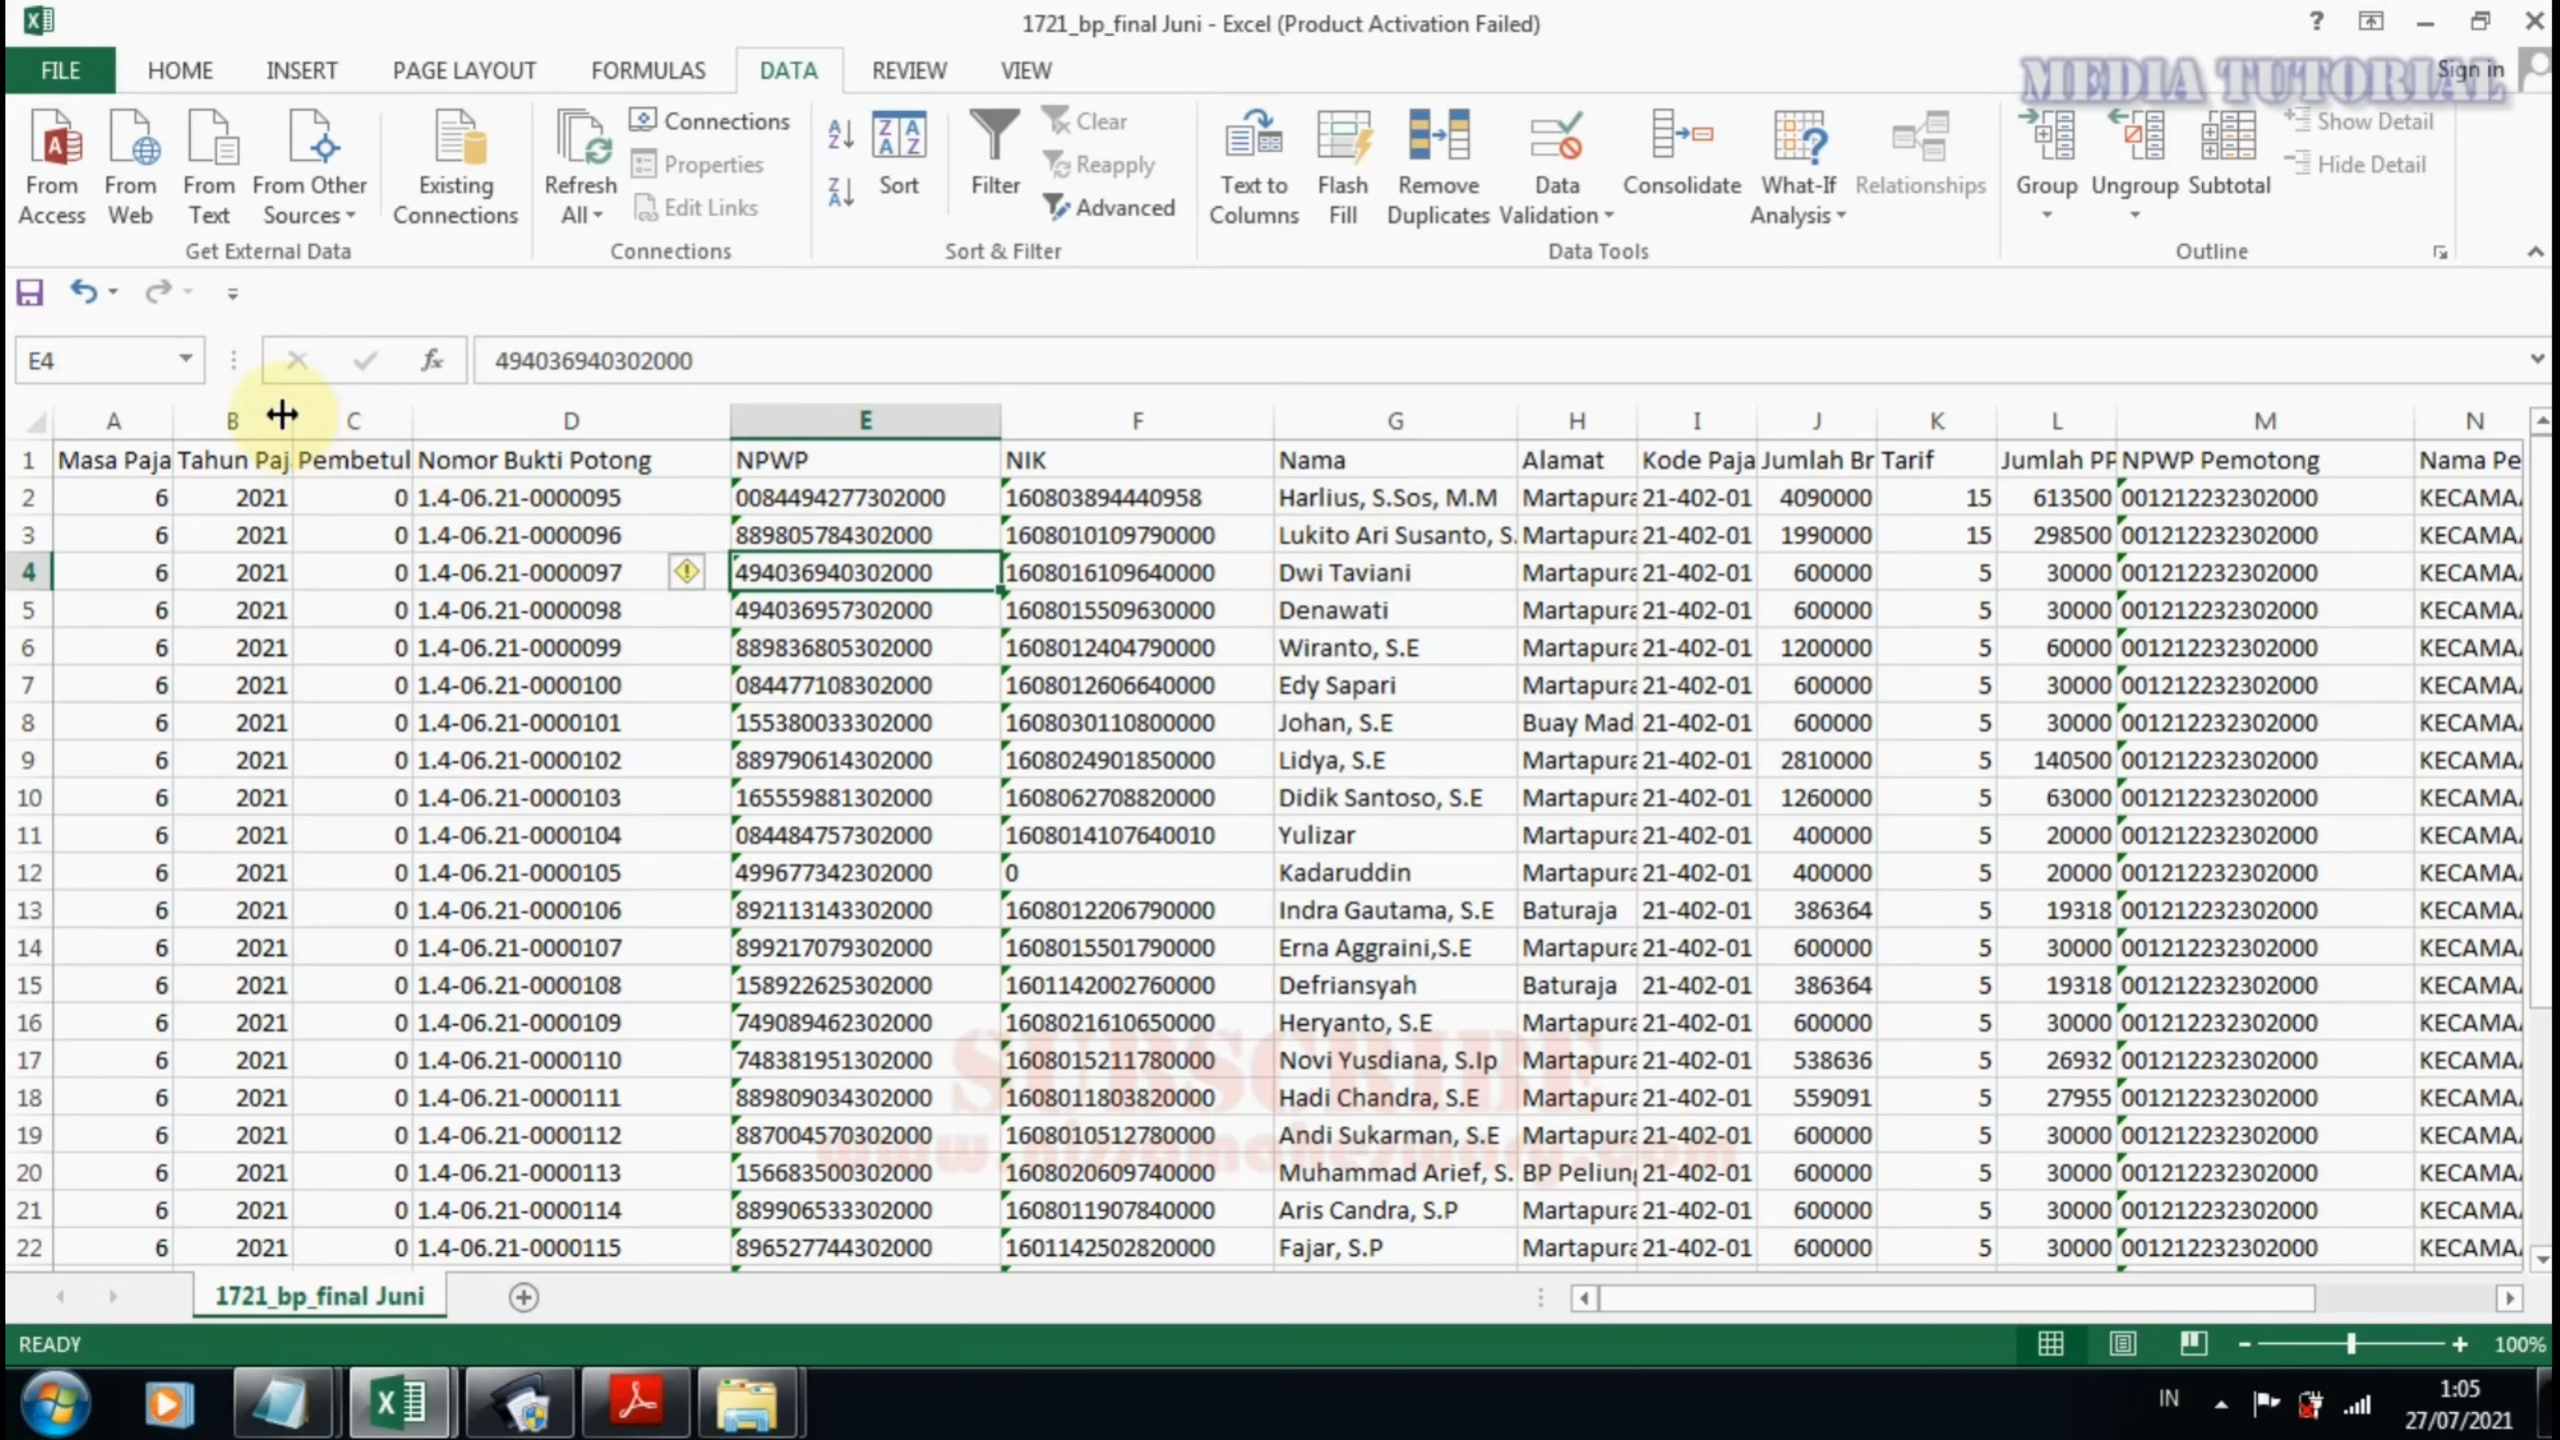 1721_bp_final Juni - Excel (Product Activation Failed)
FILE HOME INSERT PAGE LAYOUT FORMULAS DATA REVIEW VIEW Sign in
MEDIA TUTORIAL
From Access From Web From Text From Other Sources Existing Connections Refresh All Connections Properties Edit Links Sort Filter Clear Reapply Advanced Text to Columns Flash Fill Remove Duplicates Data Validation Consolidate What-If Analysis Relationships Group Ungroup Subtotal Show Detail Hide Detail
Get External Data Connections Sort & Filter Data Tools Outline
E4 fx 494036940302000
A B C D E F G H I J K L M N
1 Masa Paja Tahun Paj Pembetul Nomor Bukti Potong NPWP NIK Nama Alamat Kode Paja Jumlah Br Tarif Jumlah PP NPWP Pemotong Nama Pe
2 6 2021 0 1.4-06.21-0000095 0084494277302000 160803894440958 Harlius, S.Sos, M.M Martapura 21-402-01 4090000 15 613500 001212232302000 KECAMA
3 6 2021 0 1.4-06.21-0000096 889805784302000 1608010109790000 Lukito Ari Susanto, S. Martapura 21-402-01 1990000 15 298500 001212232302000 KECAMA
4 6 2021 0 1.4-06.21-0000097 494036940302000 1608016109640000 Dwi Taviani Martapura 21-402-01 600000 5 30000 001212232302000 KECAMA
5 6 2021 0 1.4-06.21-0000098 494036957302000 1608015509630000 Denawati Martapura 21-402-01 600000 5 30000 001212232302000 KECAMA
6 6 2021 0 1.4-06.21-0000099 889836805302000 1608012404790000 Wiranto, S.E Martapura 21-402-01 1200000 5 60000 001212232302000 KECAMA
7 6 2021 0 1.4-06.21-0000100 084477108302000 1608012606640000 Edy Sapari Martapura 21-402-01 600000 5 30000 001212232302000 KECAMA
8 6 2021 0 1.4-06.21-0000101 155380033302000 1608030110800000 Johan, S.E Buay Mad 21-402-01 600000 5 30000 001212232302000 KECAMA
9 6 2021 0 1.4-06.21-0000102 889790614302000 1608024901850000 Lidya, S.E Martapura 21-402-01 2810000 5 140500 001212232302000 KECAMA
10 6 2021 0 1.4-06.21-0000103 165559881302000 1608062708820000 Didik Santoso, S.E Martapura 21-402-01 1260000 5 63000 001212232302000 KECAMA
11 6 2021 0 1.4-06.21-0000104 084484757302000 1608014107640010 Yulizar Martapura 21-402-01 400000 5 20000 001212232302000 KECAMA
12 6 2021 0 1.4-06.21-0000105 499677342302000 0 Kadaruddin Martapura 21-402-01 400000 5 20000 001212232302000 KECAMA
13 6 2021 0 1.4-06.21-0000106 892113143302000 1608012206790000 Indra Gautama, S.E Baturaja 21-402-01 386364 5 19318 001212232302000 KECAMA
14 6 2021 0 1.4-06.21-0000107 899217079302000 1608015501790000 Erna Aggraini,S.E Martapura 21-402-01 600000 5 30000 001212232302000 KECAMA
15 6 2021 0 1.4-06.21-0000108 158922625302000 1601142002760000 Defriansyah Baturaja 21-402-01 386364 5 19318 001212232302000 KECAMA
16 6 2021 0 1.4-06.21-0000109 749089462302000 1608021610650000 Heryanto, S.E Martapura 21-402-01 600000 5 30000 001212232302000 KECAMA
17 6 2021 0 1.4-06.21-0000110 748381951302000 1608015211780000 Novi Yusdiana, S.Ip Martapura 21-402-01 538636 5 26932 001212232302000 KECAMA
SUBSCRIBE
18 6 2021 0 1.4-06.21-0000111 889809034302000 1608011803820000 Hadi Chandra, S.E Martapura 21-402-01 559091 5 27955 001212232302000 KECAMA
19 6 2021 0 1.4-06.21-0000112 887004570302000 1608010512780000 Andi Sukarman, S.E Martapura 21-402-01 600000 5 30000 001212232302000 KECAMA
20 6 2021 0 1.4-06.21-0000113 156683500302000 1608020609740000 Muhammad Arief, S. BP Peliung 21-402-01 600000 5 30000 001212232302000 KECAMA
21 6 2021 0 1.4-06.21-0000114 889906533302000 1608011907840000 Aris Candra, S.P Martapura 21-402-01 600000 5 30000 001212232302000 KECAMA
22 6 2021 0 1.4-06.21-0000115 896527744302000 1601142502820000 Fajar, S.P Martapura 21-402-01 600000 5 30000 001212232302000 KECAMA
1721_bp_final Juni
READY 100%
IN 1:05
27/07/2021